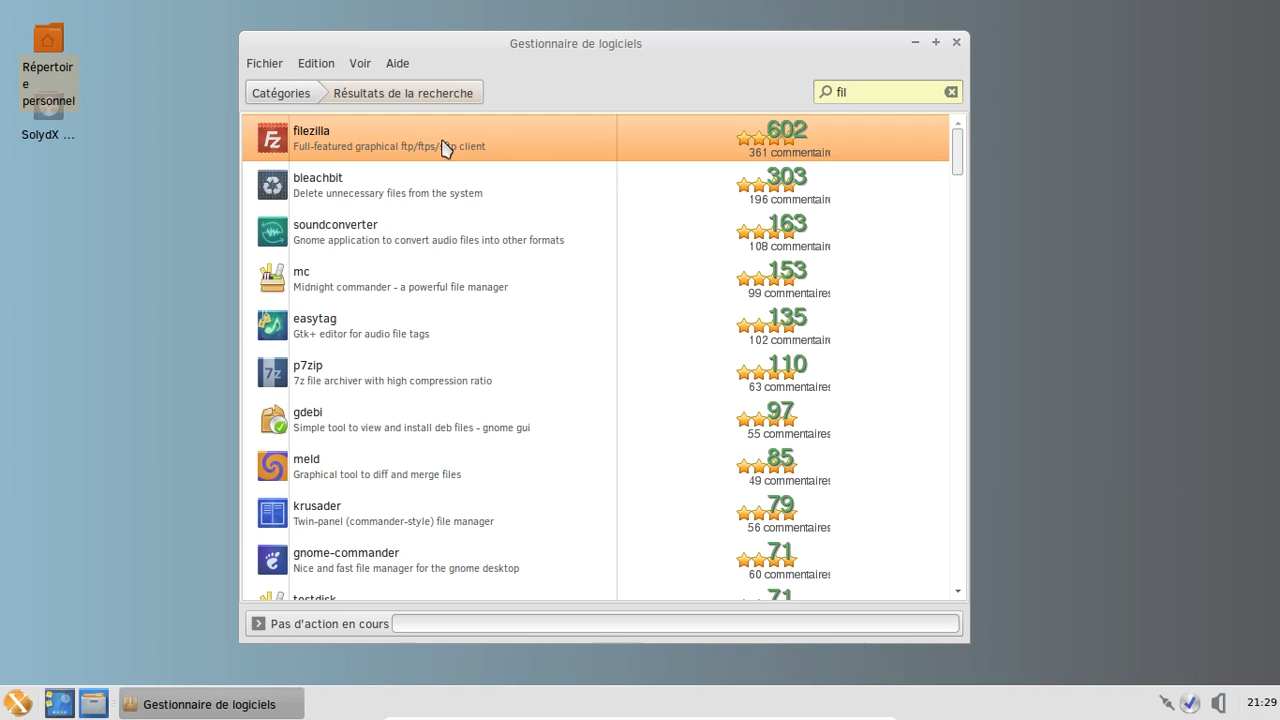 Répertoir
e
personnel
SolydX ...
Gestionnaire de logiciels
Fichier Edition Voir Aide
Catégories Résultats de la recherche fil
filezilla
Full-featured graphical ftp/ftps/ client
602
361 commentair
bleachbit
Delete unnecessary files from the system
303
196 commentair
soundconverter
Gnome application to convert audio files into other formats
163
108 commentair
mc
Midnight commander - a powerful file manager
153
99 commentaires
easytag
Gtk+ editor for audio file tags
135
102 commentair
p7zip
7z file archiver with high compression ratio
110
63 commentaires
gdebi
Simple tool to view and install deb files - gnome gui
97
55 commentaires
meld
Graphical tool to diff and merge files
85
49 commentaires
krusader
Twin-panel (commander-style) file manager
79
56 commentaires
gnome-commander
Nice and fast file manager for the gnome desktop
71
60 commentaires
testdisk
71
Pas d'action en cours
Gestionnaire de logiciels
21:29